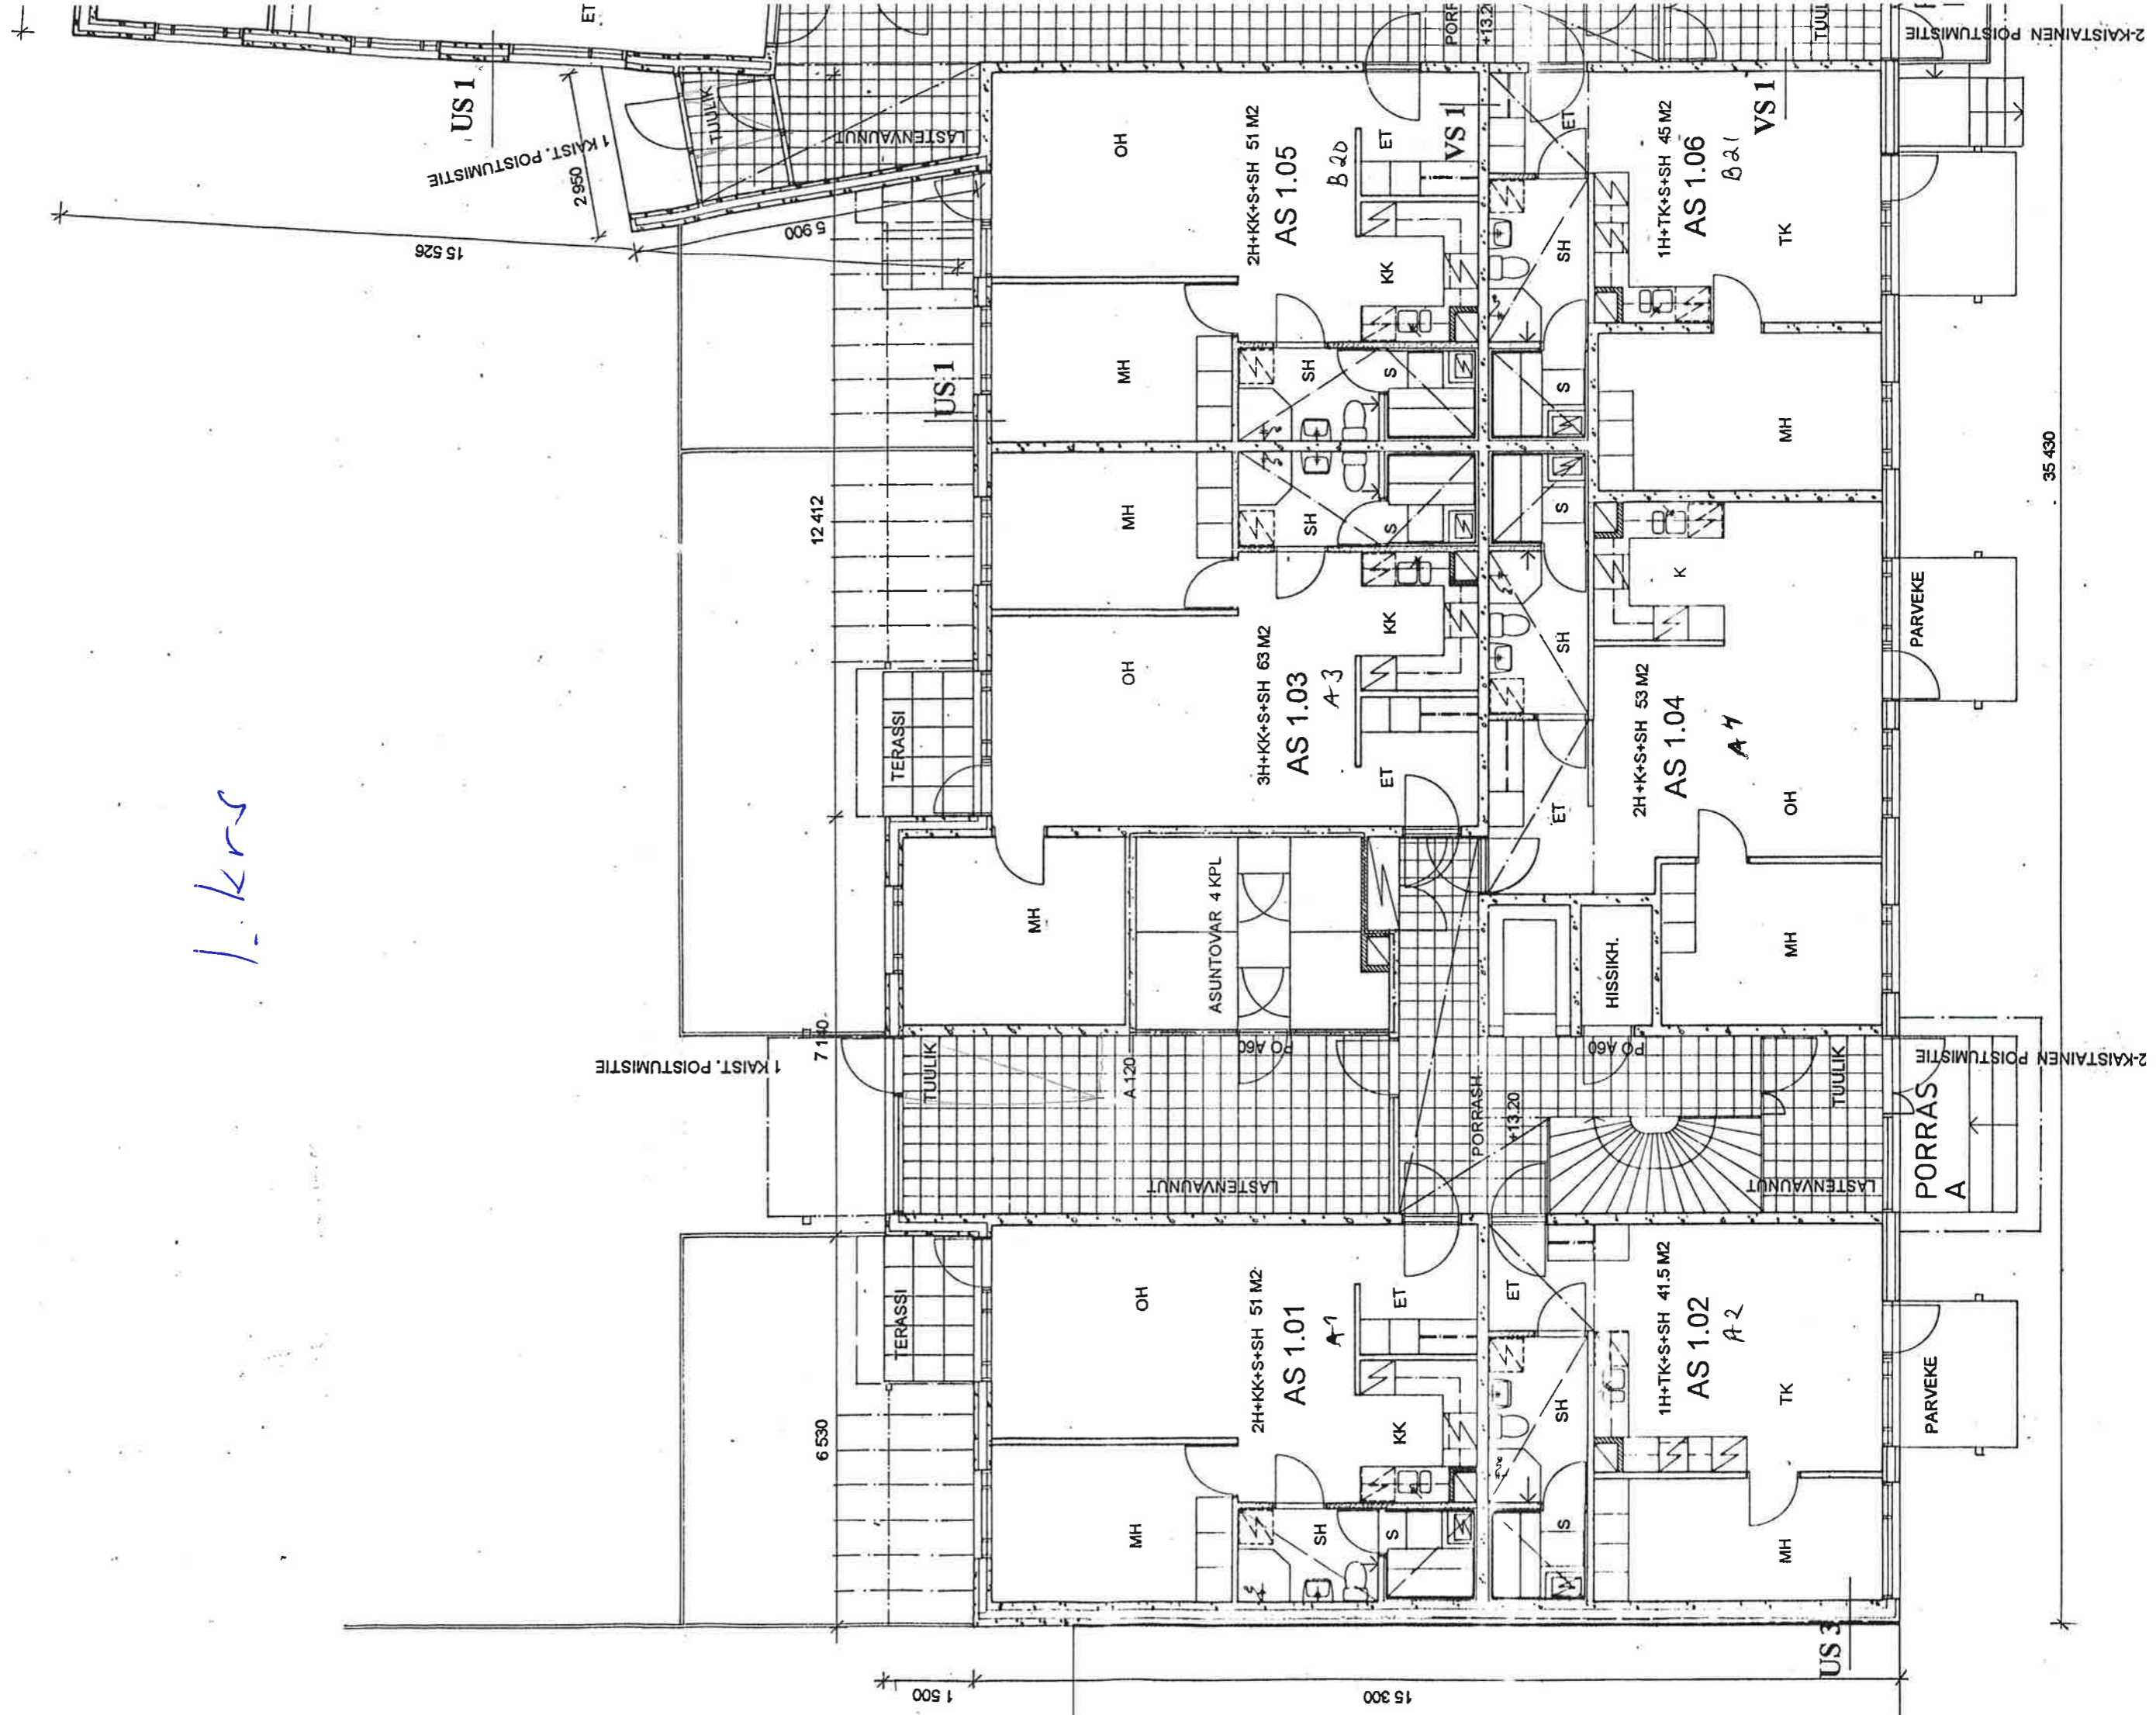 1. krs
US 1
1 KAIST. POISTUMISTIE
2 950
TUULIK
LASTENVAUNUT
ET
15 526
5 900
US 1
12 412
TERASSI
7 140
1 KAIST. POISTUMISTIE
TUULIK
LASTENVAUNUT
A 120
PO A60
ASUNTOVAR 4 KPL
TERASSI
6 530
1 500
15 300
OH
2H+KK+S+SH 51 M2
AS 1.05
B20
ET
KK
MH
SH
S
VS 1
ET
1H+TK+S+SH 45 M2
AS 1.06
B21
VS 1
TK
SH
S
MH
MH
SH
S
OH
3H+KK+S+SH 63 M2
AS 1.03
A3
KK
ET
MH
S
SH
K
2H+K+S+SH 53 M2
AS 1.04
A4
ET
OH
MH
PARVEKE
HISSIKH.
PO A60
PORRASH.
+13.20
TUULIK
LASTENVAUNUT
PORRAS
A
2-KAISTAINEN POISTUMISTIE
OH
2H+KK+S+SH 51 M2
AS 1.01
A1
ET
KK
MH
SH
S
ET
1H+TK+S+SH 41.5 M2
AS 1.02
A2
SH
TK
S
MH
PARVEKE
US 3
35 430
2-KAISTAINEN POISTUMISTIE